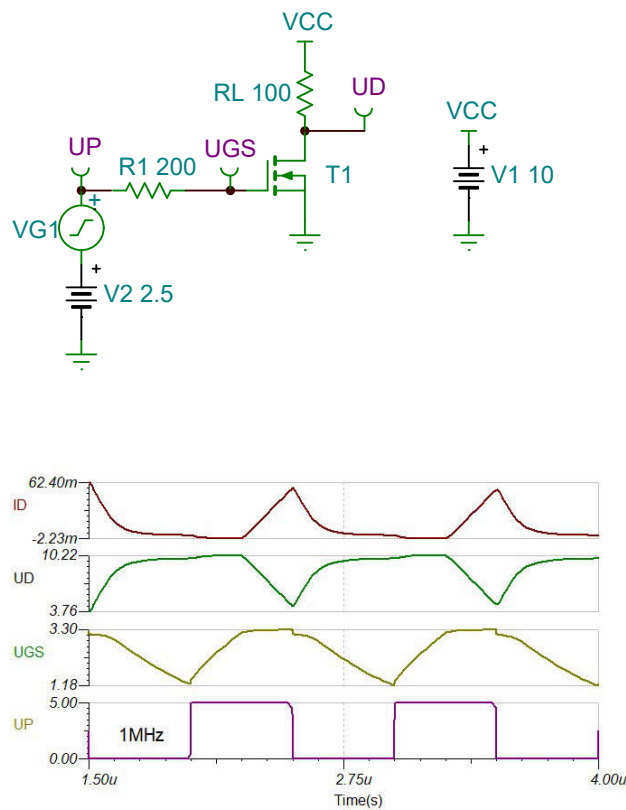 VCC
RL 100
UD
UP
R1 200
UGS
T1
VCC
+
V1 10
+
VG1
+
V2 2.5
62.40m
ID
-2.23m
10.22
UD
3.76
3.30
UGS
1.18
5.00
UP
1MHz
0.00
1.50u
2.75u
4.00u
Time(s)